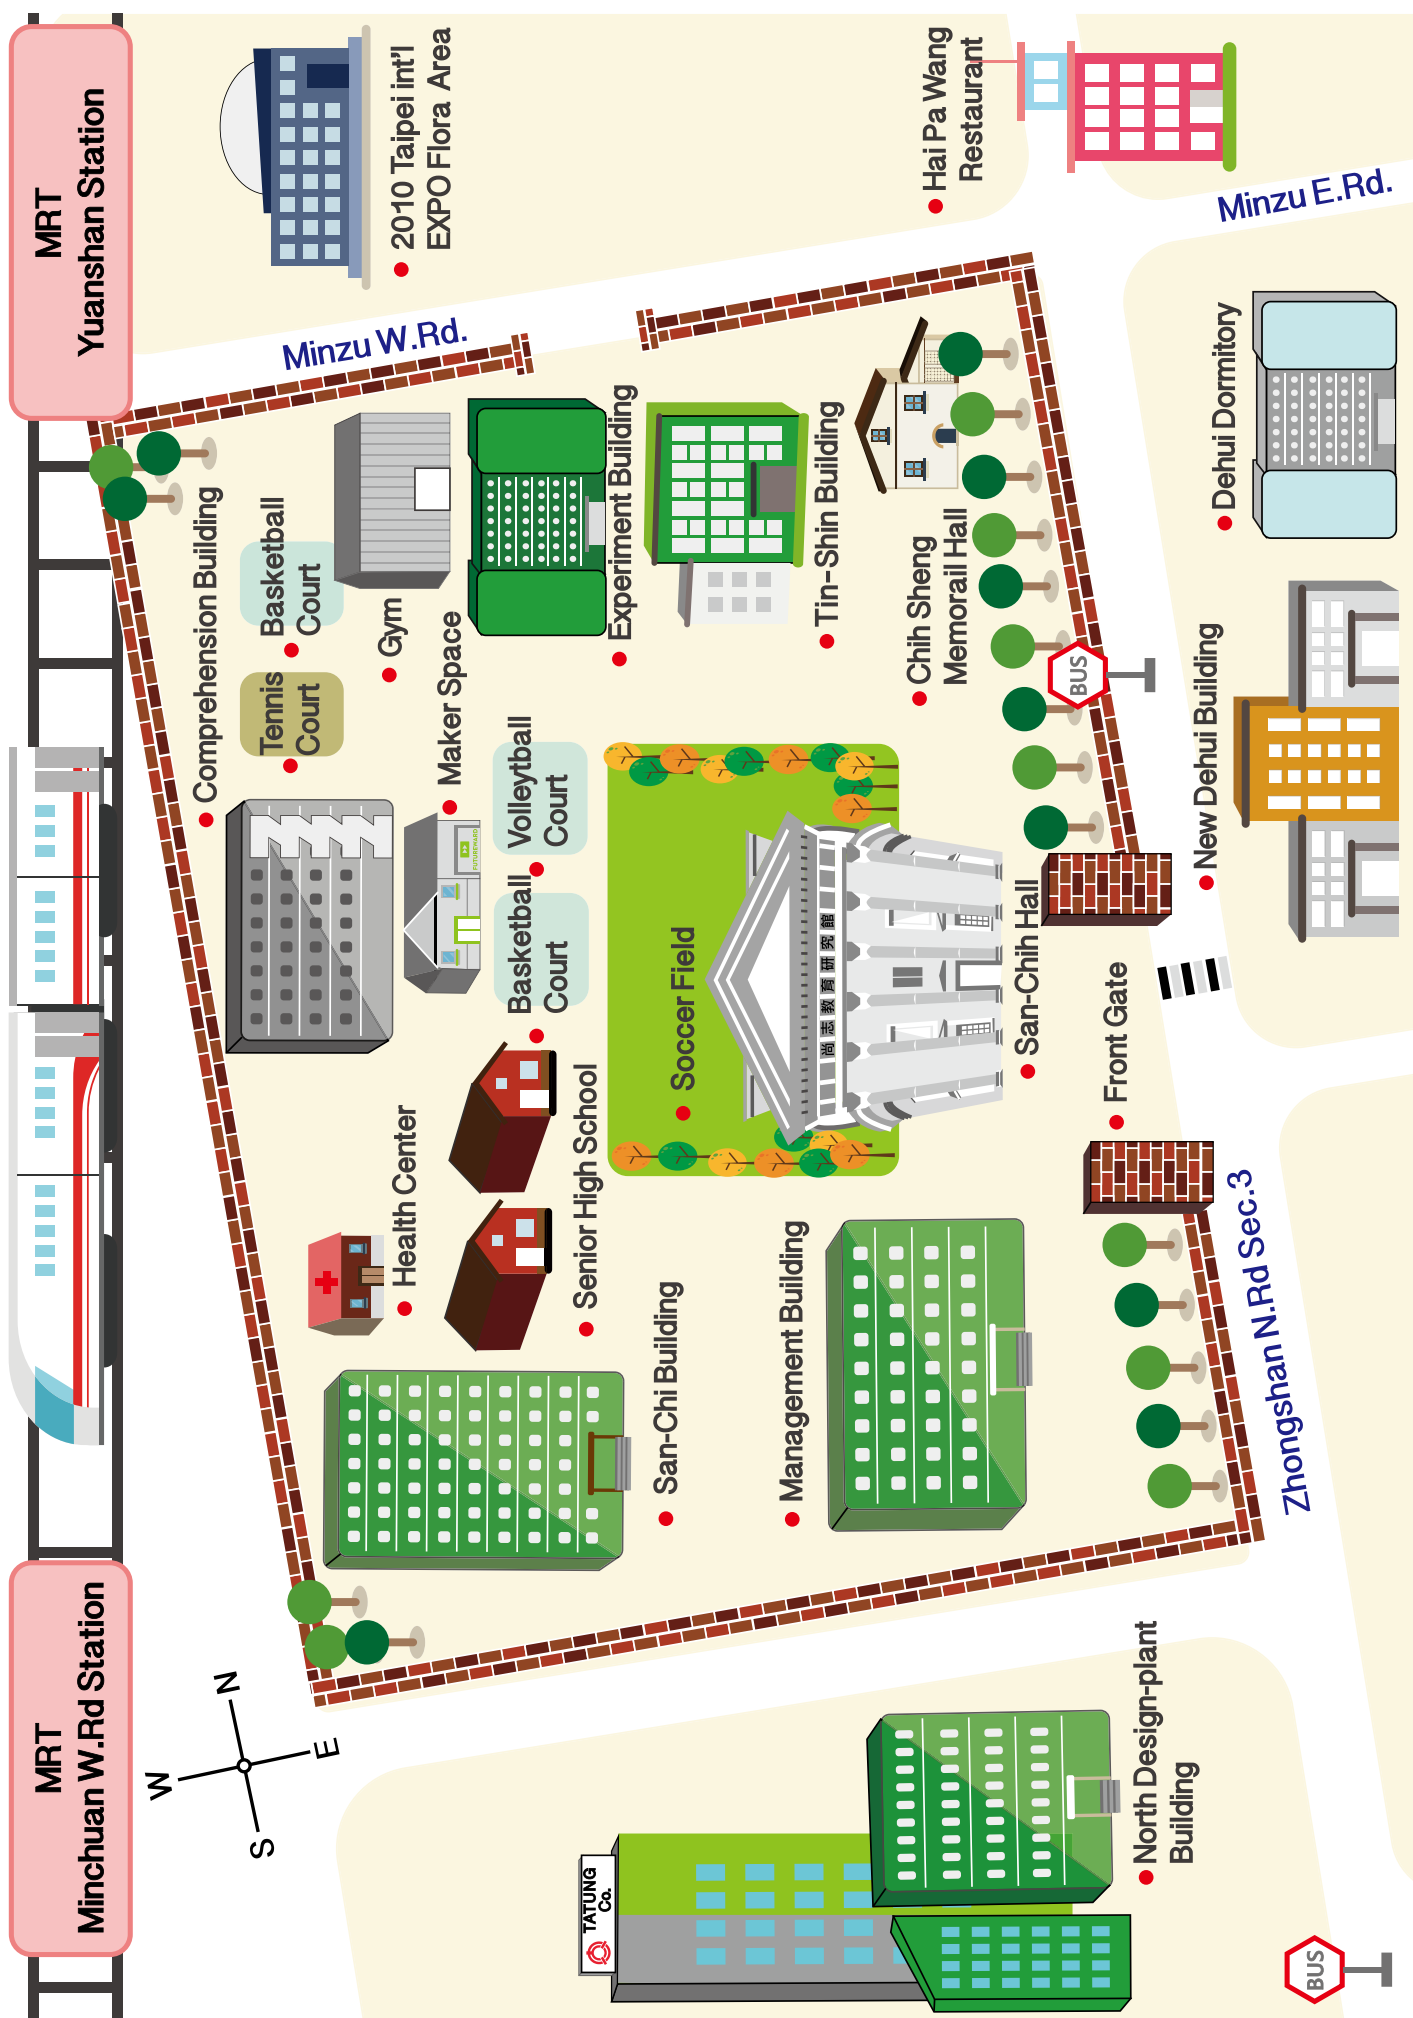 MRT
Minchuan W.Rd Station
MRT
Yuanshan Station
W
N
S
E
Comprehension Building
Tennis
Court
Basketball
Court
Gym
2010 Taipei int'l
EXPO Flora Area
Minzu W.Rd.
Health Center
Maker Space
FUTUREWARD
Basketball
Court
Volleytball
Court
Experiment Building
Senior High School
San-Chi Building
Soccer Field
Tin-Shin Building
Management Building
尚志教育研究館
Chih Sheng
Memorail Hall
Hai Pa Wang
Restaurant
San-Chih Hall
BUS
Front Gate
TATUNG
Co.
North Design-plant
Building
New Dehui Building
Dehui Dormitory
Minzu E.Rd.
Zhongshan N.Rd Sec.3
BUS